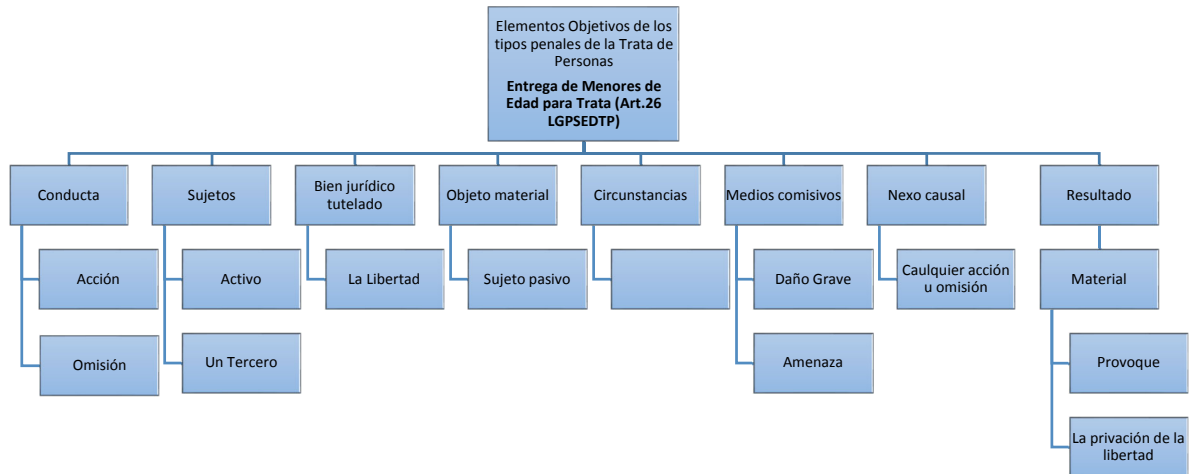 Elementos Objetivos de los
tipos penales de la Trata de
Personas
Entrega de Menores de
Edad para Trata (Art.26
LGPSEDTP)
Conducta
Sujetos
Bien jurídico
tutelado
Objeto material
Circunstancias
Medios comisivos
Nexo causal
Resultado
Acción
Activo
La Libertad
Sujeto pasivo
Daño Grave
Caulquier acción
u omisión
Material
Omisión
Un Tercero
Amenaza
Provoque
La privación de la
libertad